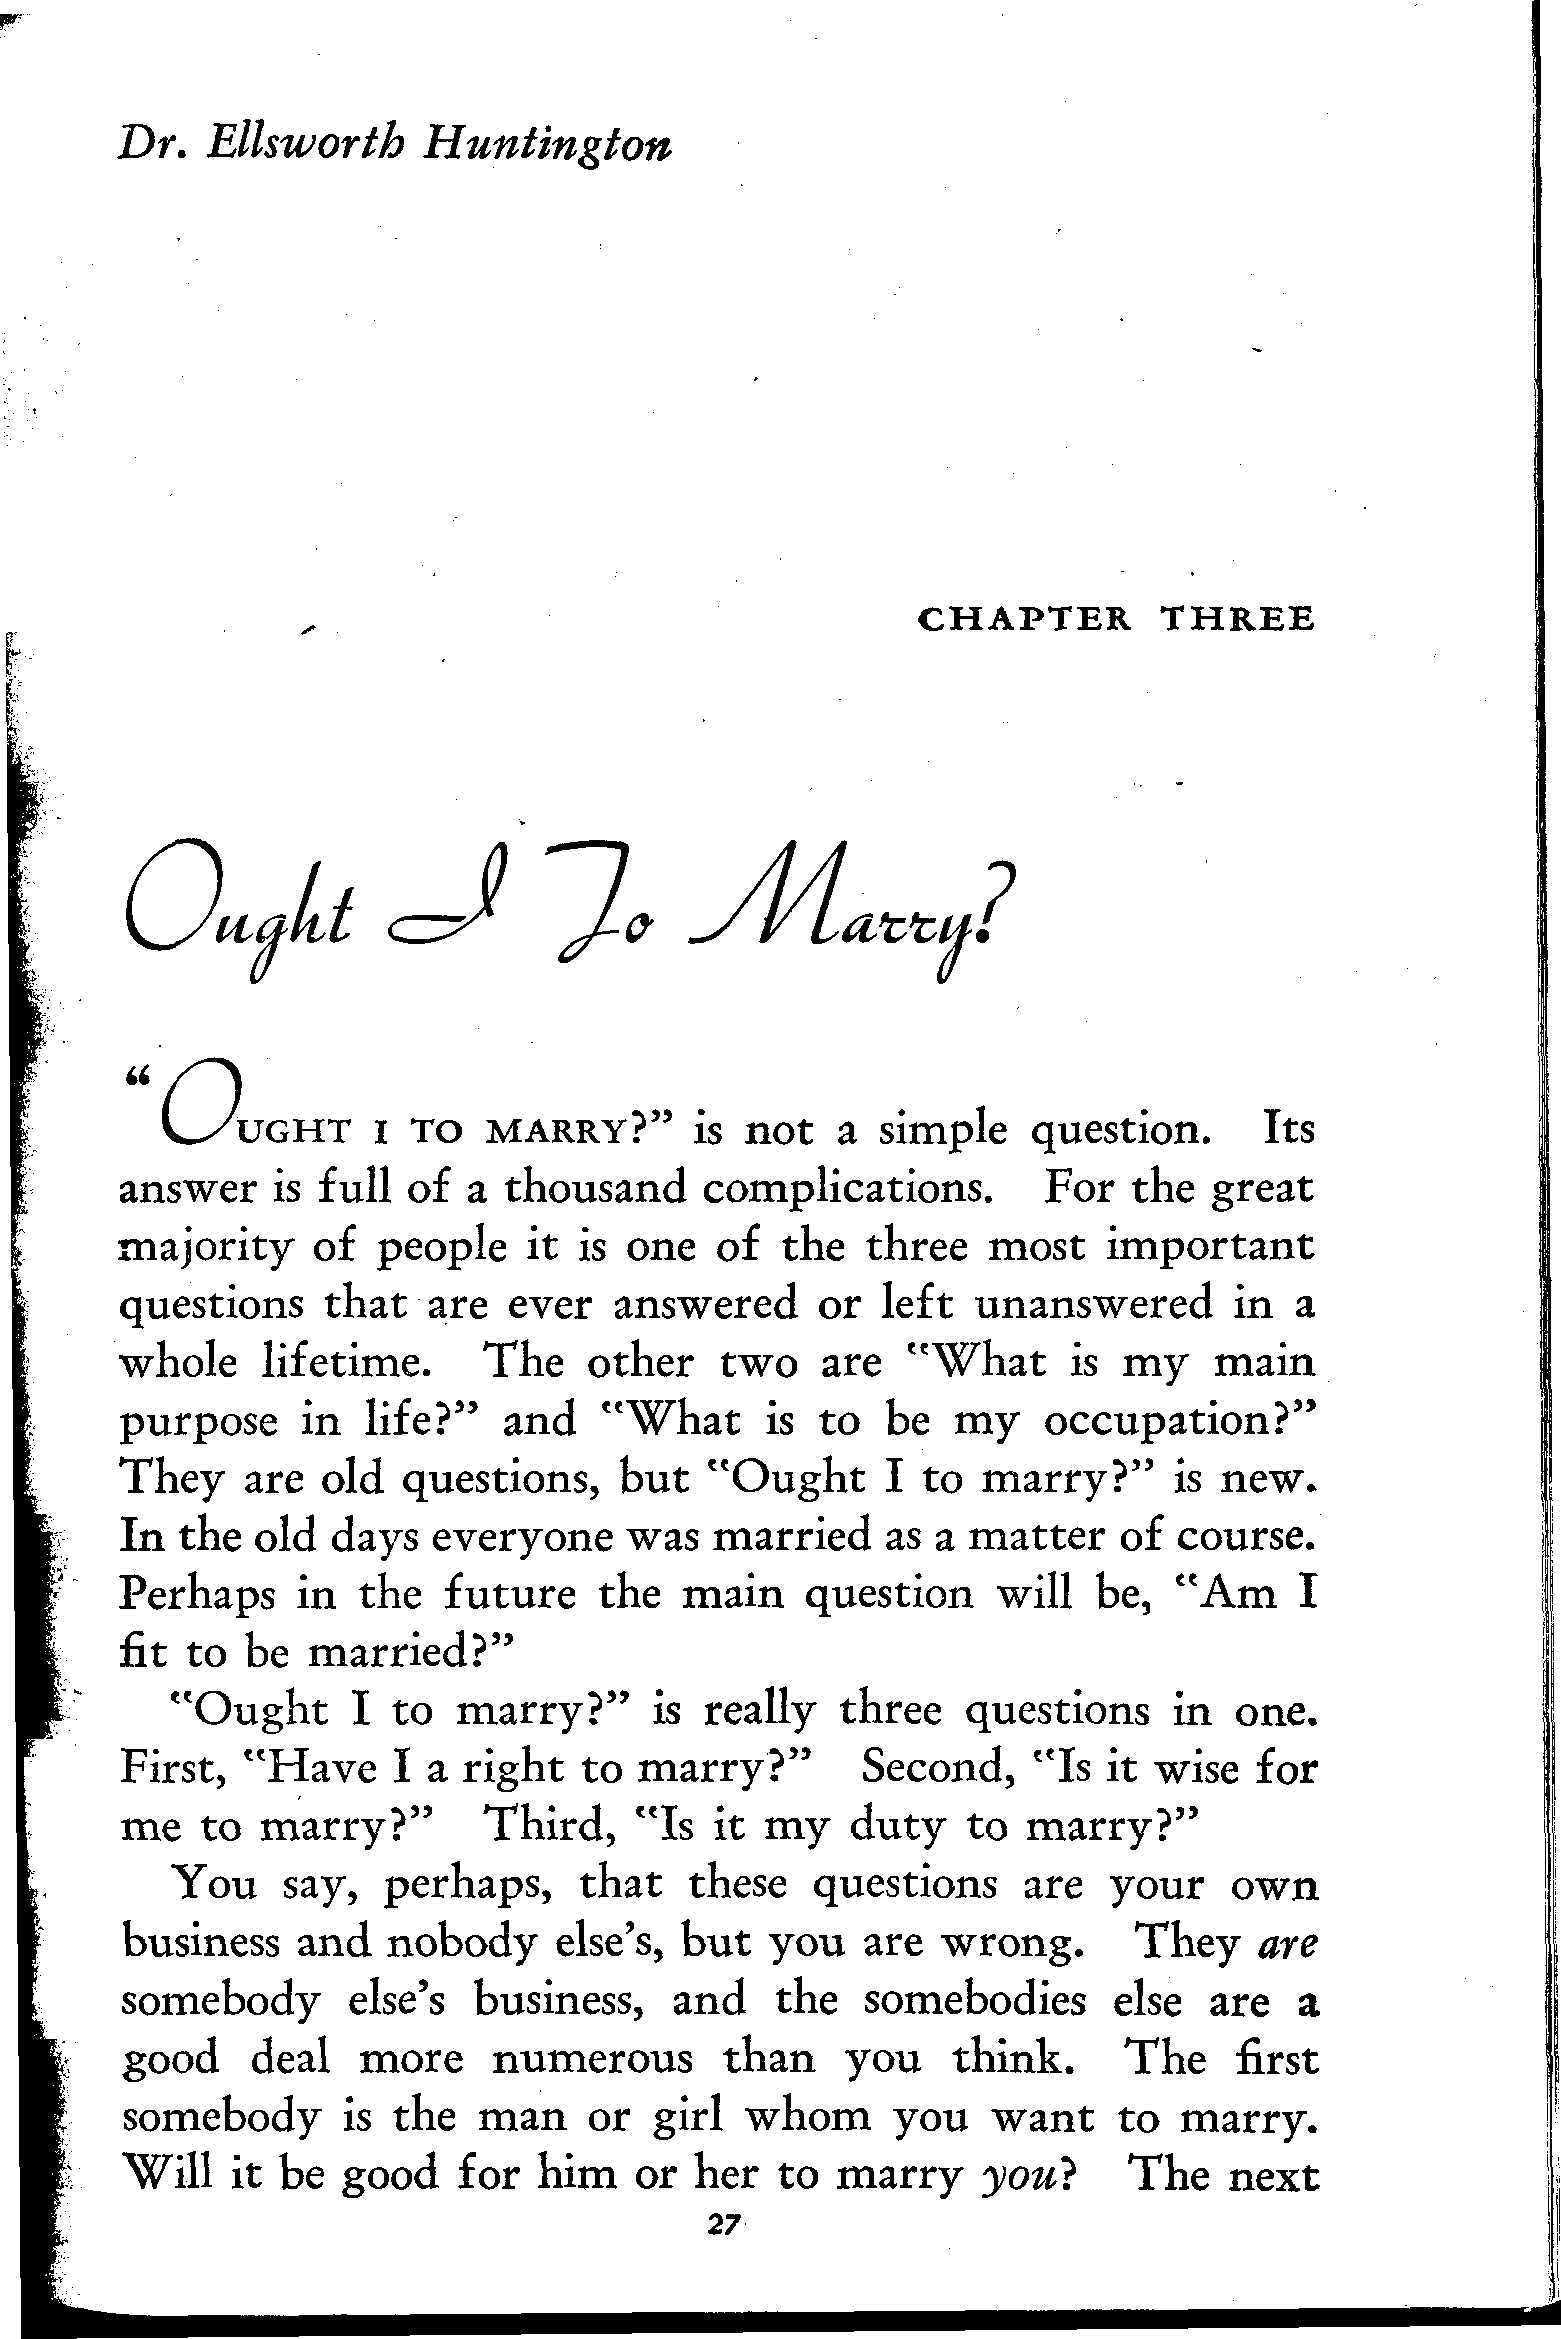 Dr. Ellsworth Huntington
CHAPTER THREE
Ought I To Marry?
“OUGHT I TO MARRY?” is not a simple question. Its
answer is full of a thousand complications. For the great
majority of people it is one of the three most important
questions that are ever answered or left unanswered in a
whole lifetime. The other two are “What is my main
purpose in life?” and “What is to be my occupation?”
They are old questions, but “Ought I to marry?” is new.
In the old days everyone was married as a matter of course.
Perhaps in the future the main question will be, “Am I
fit to be married?”
“Ought I to marry?” is really three questions in one.
First, “Have I a right to marry?” Second, “Is it wise for
me to marry?” Third, “Is it my duty to marry?”
You say, perhaps, that these questions are your own
business and nobody else’s, but you are wrong. They are
somebody else’s business, and the somebodies else are a
good deal more numerous than you think. The first
somebody is the man or girl whom you want to marry.
Will it be good for him or her to marry you? The next
27